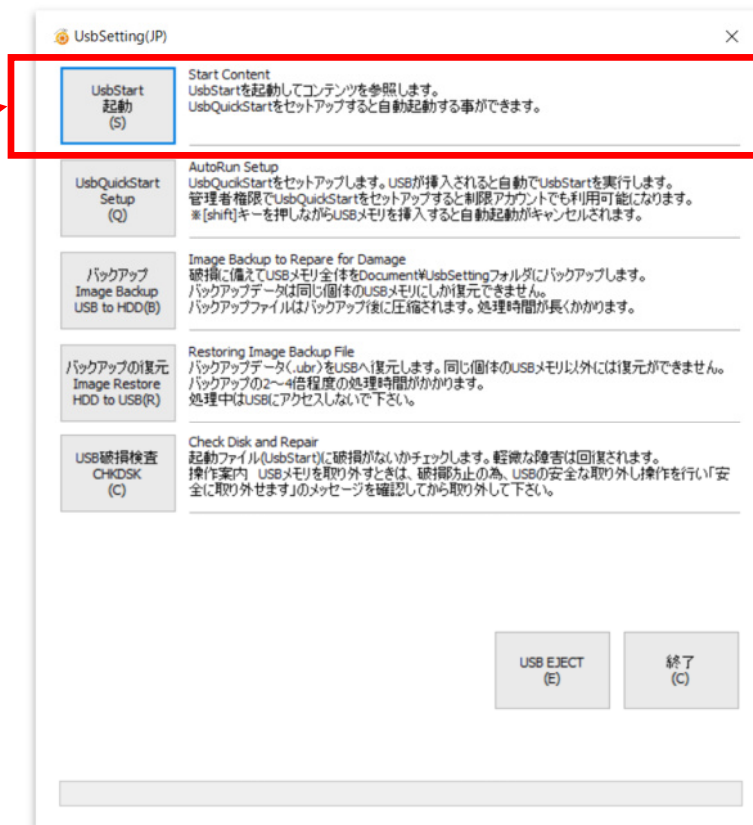 UsbSetting(JP)
UsbStart
起動
(S)
Start Content
UsbStartを起動してコンテンツを参照します。
UsbQuickStartをセットアップすると自動起動する事ができます。
UsbQuickStart
Setup
(Q)
AutoRun Setup
UsbQucikStartをセットアップします。USBが挿入されると自動でUsbStartを実行します。
管理者権限でUsbQuickStartをセットアップすると制限アカウントでも利用可能になります。
※[shift]キーを押しながらUSBメモリを挿入すると自動起動がキャンセルされます。
バックアップ
Image Backup
USB to HDD(B)
Image Backup to Repare for Damage
破損に備えてUSBメモリ全体をDocument¥UsbSettingフォルダにバックアップします。
バックアップデータは同じ個体のUSBメモリにしか復元できません。
バックアップファイルはバックアップ後に圧縮されます。処理時間が長くかかります。
バックアップの復元
Image Restore
HDD to USB(R)
Restoring Image Backup File
バックアップデータ(.ubr)をUSBへ復元します。同じ個体のUSBメモリ以外には復元ができません。
バックアップの2～4倍程度の処理時間がかかります。
処理中はUSBにアクセスしないで下さい。
USB破損検査
CHKDSK
(C)
Check Disk and Repair
起動ファイル(UsbStart)に破損がないかチェックします。軽微な障害は回復されます。
操作案内 USBメモリを取り外すときは、破損防止の為、USBの安全な取り外し操作を行い「安
全に取り外せます」のメッセージを確認してから取り外して下さい。
USB EJECT
(E)
終了
(C)